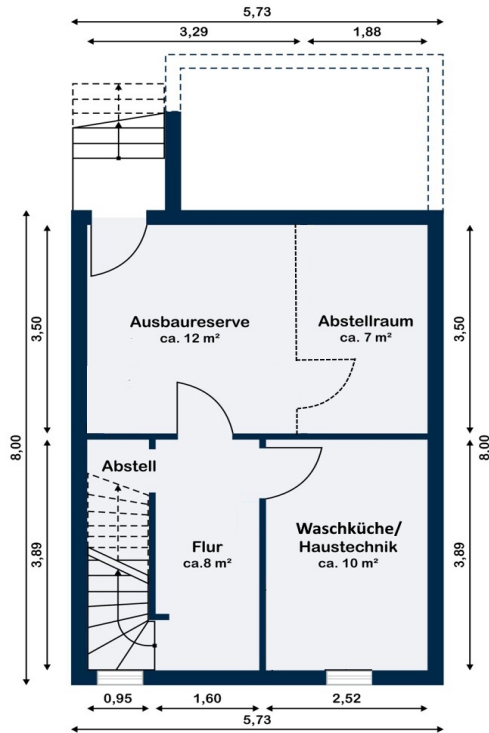 5,73
3,29
1,88
3,50
Ausbaureserve
ca. 12 m²
Abstellraum
ca. 7 m²
3,50
8,00
8,00
Abstell
3,89
Flur
ca.8 m²
Waschküche/
Haustechnik
ca. 10 m²
3,89
0,95
1,60
2,52
5,73